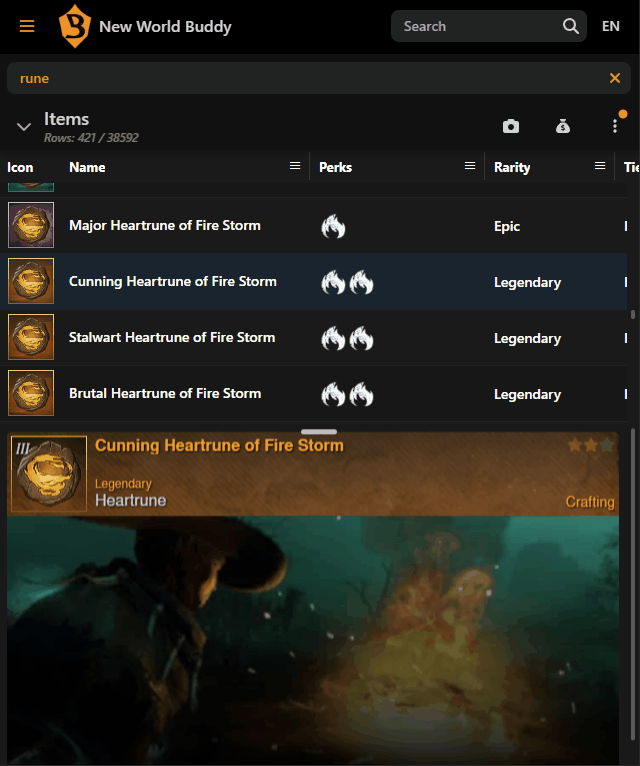 New World Buddy
Search
EN
rune
Items
Rows: 421 / 38592
Icon
Name
Perks
Rarity
Tie
Major Heartrune of Fire Storm
Epic
Cunning Heartrune of Fire Storm
Legendary
Stalwart Heartrune of Fire Storm
Legendary
Brutal Heartrune of Fire Storm
Legendary
III
Cunning Heartrune of Fire Storm
Legendary
Heartrune
Crafting